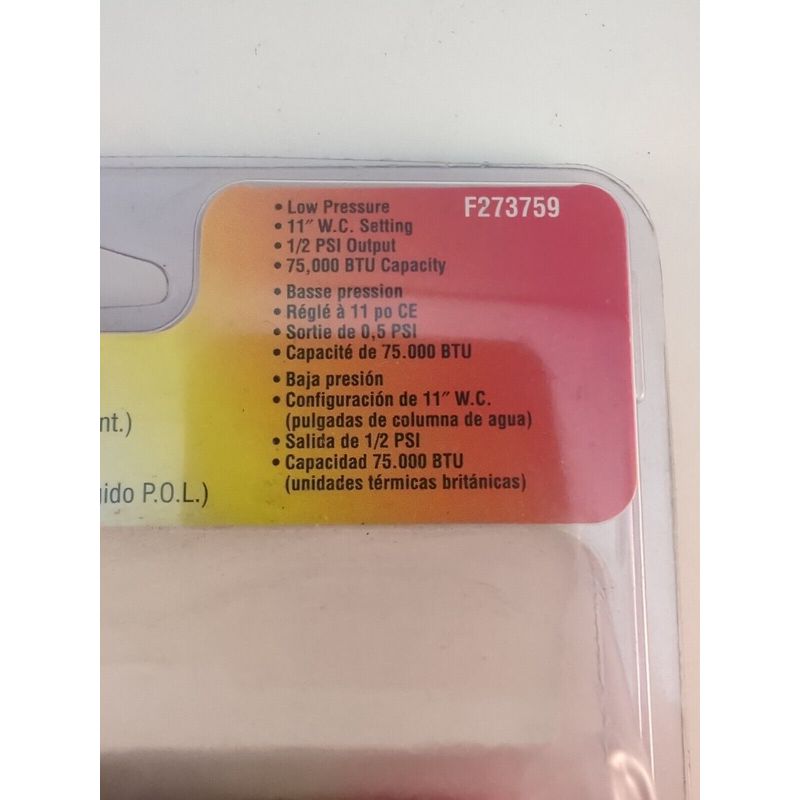 F273759
• Low Pressure
• 11" W.C. Setting
• 1/2 PSI Output
• 75,000 BTU Capacity
• Basse pression
• Réglé à 11 po CE
• Sortie de 0,5 PSI
• Capacité de 75.000 BTU
• Baja presión
• Configuración de 11" W.C.
(pulgadas de columna de agua)
• Salida de 1/2 PSI
• Capacidad 75.000 BTU
(unidades térmicas británicas)
nt.)
uido P.O.L.)